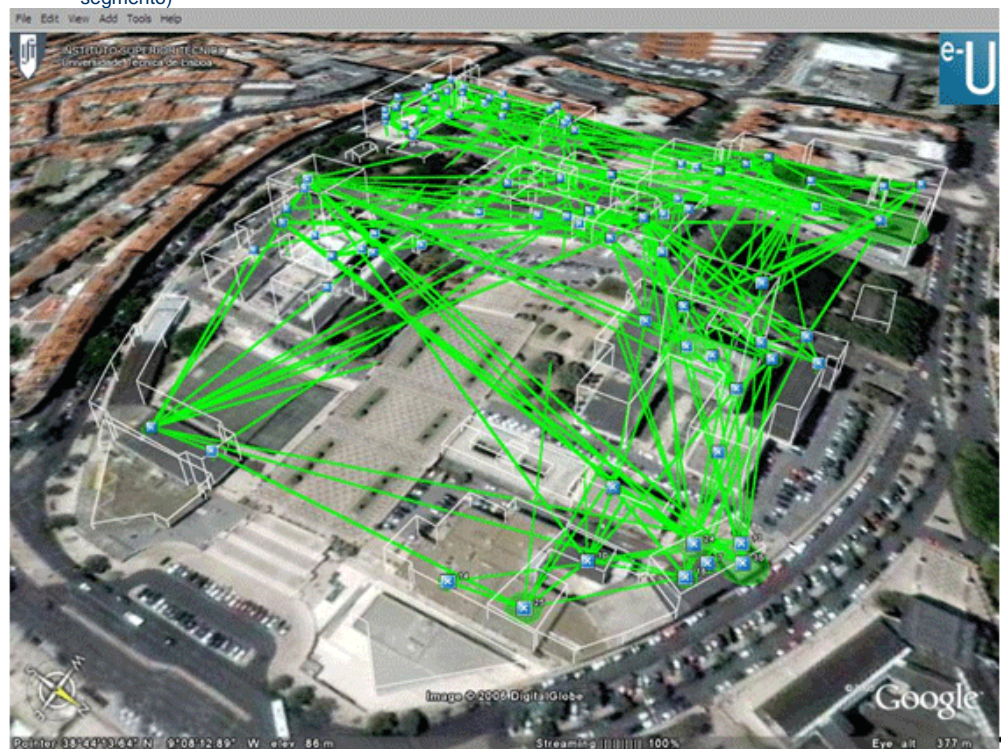 segmento)
File Edit View Add Tools Help
INSTITUTO SUPERIOR TECNICO
Universidade Técnica de Lisboa
e-U
Image © 2006 DigitalGlobe
Google
Pointer 38°44'13.64" N 9°08'12.89" W elev 86 m
Streaming |||||||||| 100%
Eye alt 377 m